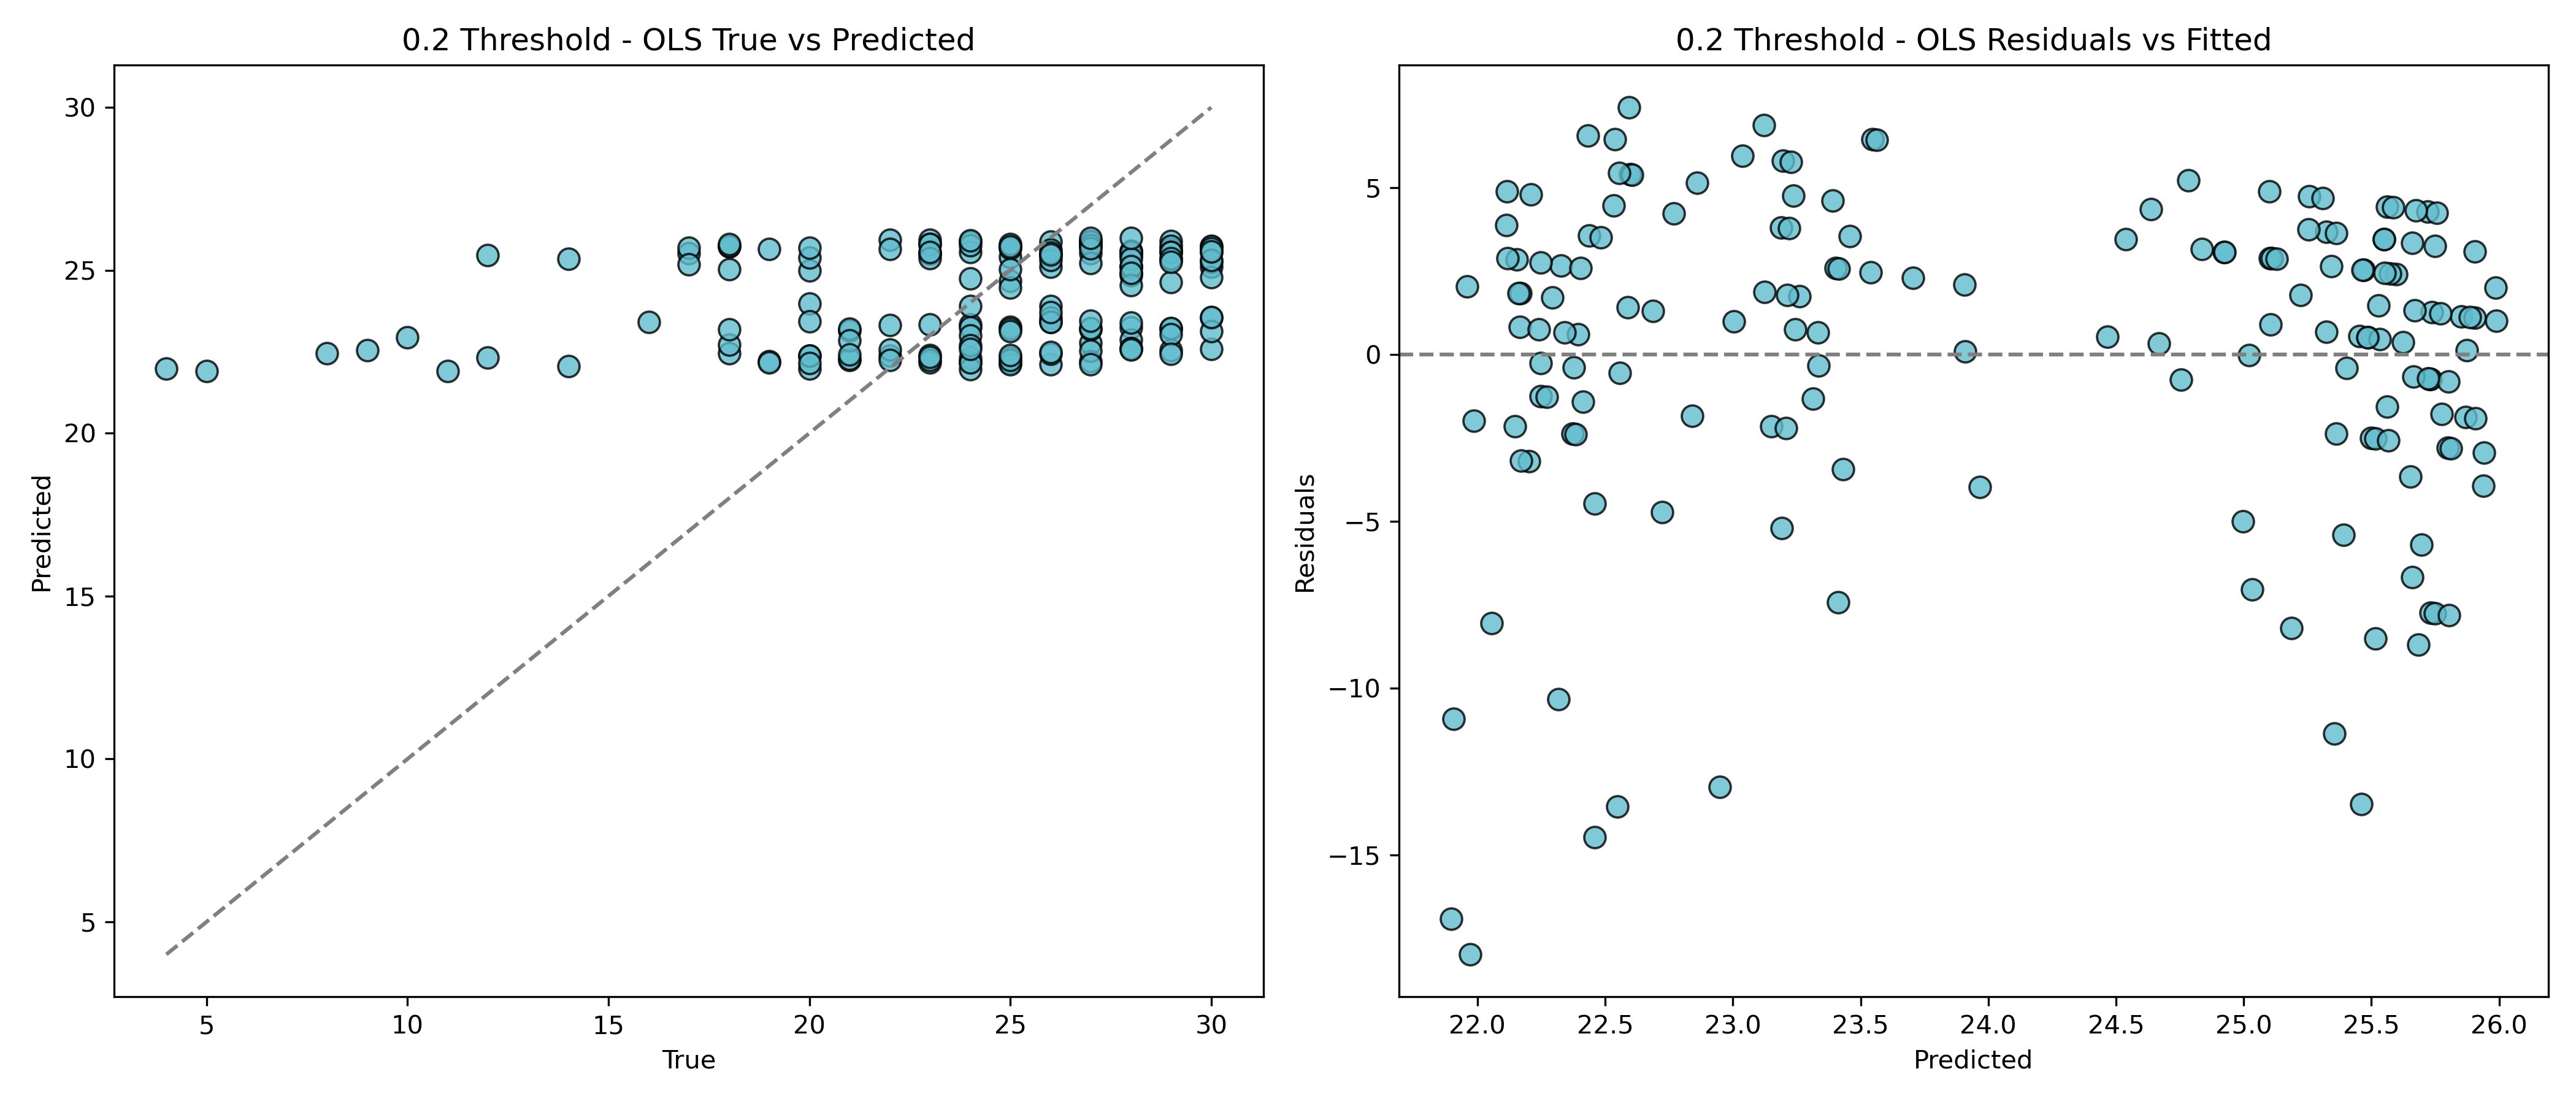 0.2 Threshold - OLS True vs Predicted
30
25
20
15
10
5
Predicted
5 10 15 20 25 30
True
0.2 Threshold - OLS Residuals vs Fitted
5
0
−5
−10
−15
Residuals
22.0 22.5 23.0 23.5 24.0 24.5 25.0 25.5 26.0
Predicted